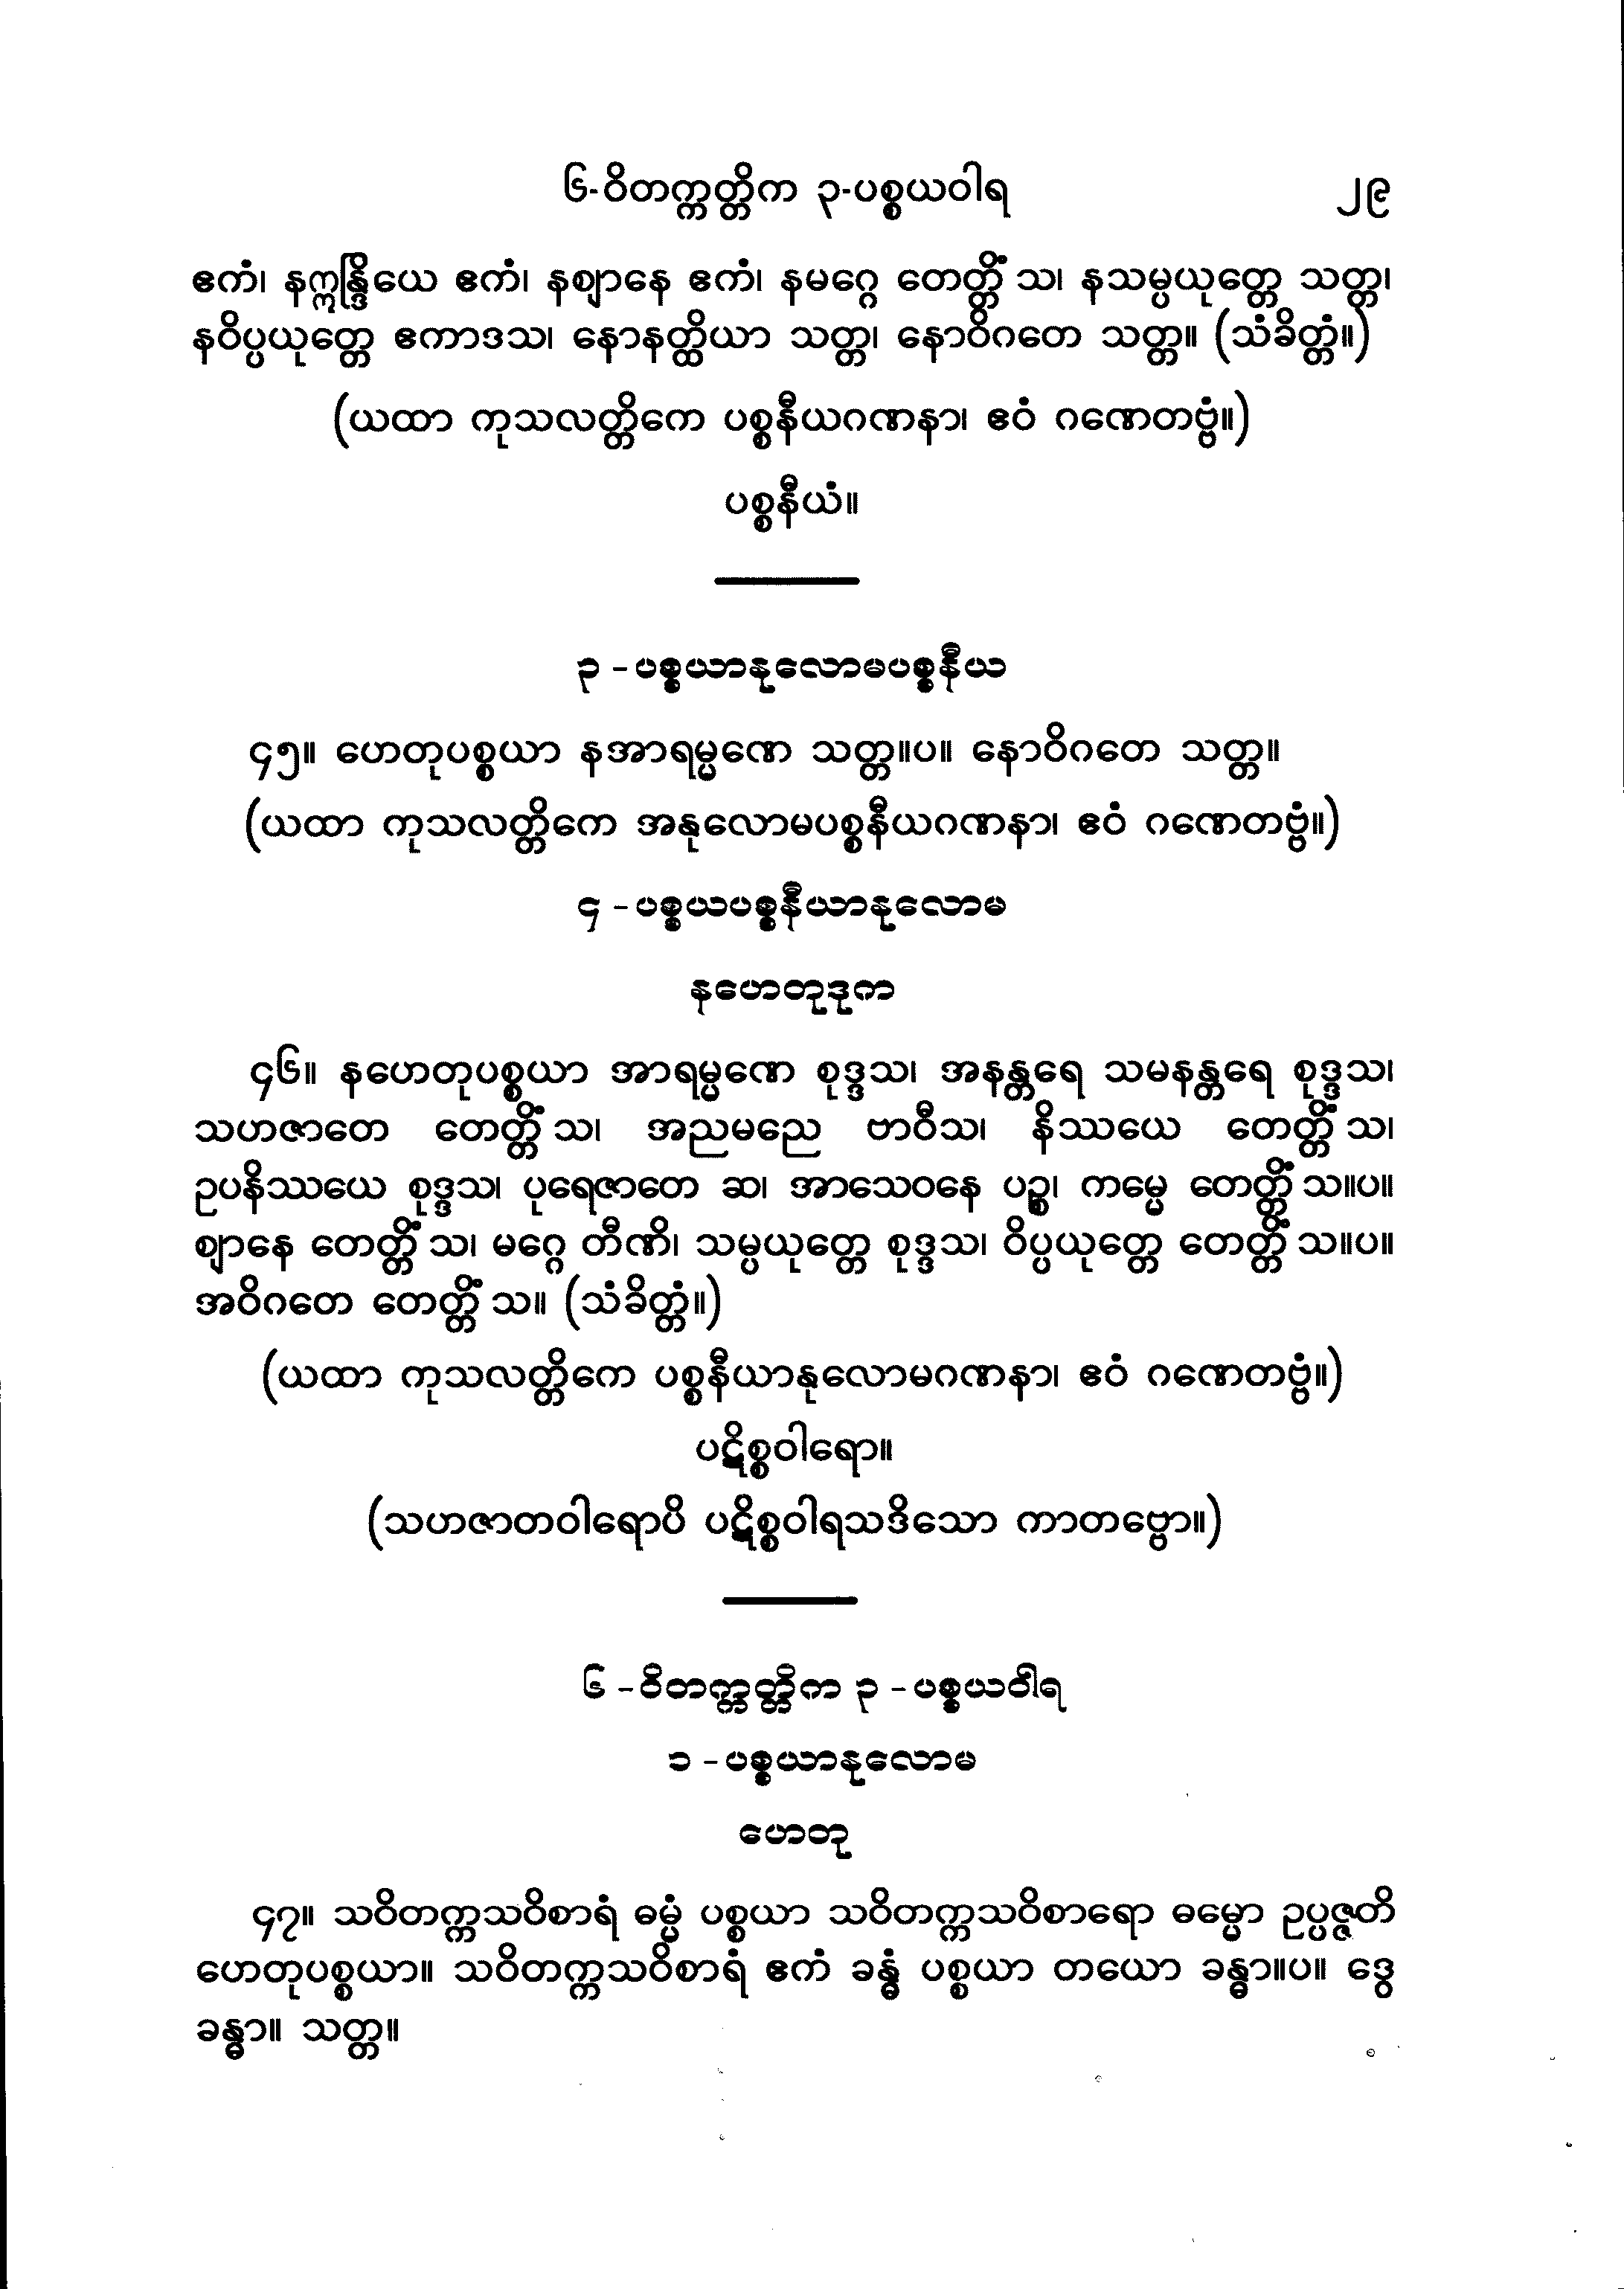 ၆-ဝိတက္ကတ္တိက ၃-ပစ္စယဝါရ ၂၉
ဧကံ၊ နဣန္ဒြိယေ ဧကံ၊ နဈာနေ ဧကံ၊ နမဂ္ဂေ တေတ္တိံသ၊ နသမ္ပယုတ္တေ သတ္တ၊
နဝိပ္ပယုတ္တေ ဧကာဒသ၊ နောနတ္ထိယာ သတ္တ၊ နောဝိဂတေ သတ္တ။ (သံခိတ္တံ။)
(ယထာ ကုသလတ္တိကေ ပစ္စနီယဂဏနာ၊ ဧဝံ ဂဏေတဗ္ဗံ။)
ပစ္စနီယံ။
၃ - ပစ္စယာနုလောမပစ္စနီယ
၄၅။ ဟေတုပစ္စယာ နအာရမ္မဏေ သတ္တ။ပ။ နောဝိဂတေ သတ္တ။
(ယထာ ကုသလတ္တိကေ အနုလောမပစ္စနီယဂဏနာ၊ ဧဝံ ဂဏေတဗ္ဗံ။)
၄ - ပစ္စယပစ္စနီယာနုလောမ
နဟေတုဒုက
၄၆။ နဟေတုပစ္စယာ အာရမ္မဏေ စုဒ္ဒသ၊ အနန္တရေ သမနန္တရေ စုဒ္ဒသ၊
သဟဇာတေ တေတ္တိံသ၊ အညမညေ ဗာဝီသ၊ နိဿယေ တေတ္တိံသ၊
ဥပနိဿယေ စုဒ္ဒသ၊ ပုရေဇာတေ ဆ၊ အာသေဝနေ ပဉ္စ၊ ကမ္မေ တေတ္တိံသ။ပ။
ဈာနေ တေတ္တိံသ၊ မဂ္ဂေ တီဏိ၊ သမ္ပယုတ္တေ စုဒ္ဒသ၊ ဝိပ္ပယုတ္တေ တေတ္တိံသ။ပ။
အဝိဂတေ တေတ္တိံသ။ (သံခိတ္တံ။)
(ယထာ ကုသလတ္တိကေ ပစ္စနီယာနုလောမဂဏနာ၊ ဧဝံ ဂဏေတဗ္ဗံ။)
ပဋိစ္စဝါရော။
(သဟဇာတဝါရောပိ ပဋိစ္စဝါရသဒိသော ကာတဗ္ဗော။)
၆ - ဝိတက္ကတ္တိက ၃ - ပစ္စယဝါရ
၁ - ပစ္စယာနုလောမ
ဟေတု
၄၇။ သဝိတက္ကသဝိစာရံ ဓမ္မံ ပစ္စယာ သဝိတက္ကသဝိစာရော ဓမ္မော ဥပ္ပဇ္ဇတိ
ဟေတုပစ္စယာ။ သဝိတက္ကသဝိစာရံ ဧကံ ခန္ဓံ ပစ္စယာ တယော ခန္ဓာ။ပ။ ဒွေ
ခန္ဓာ။ သတ္တ။